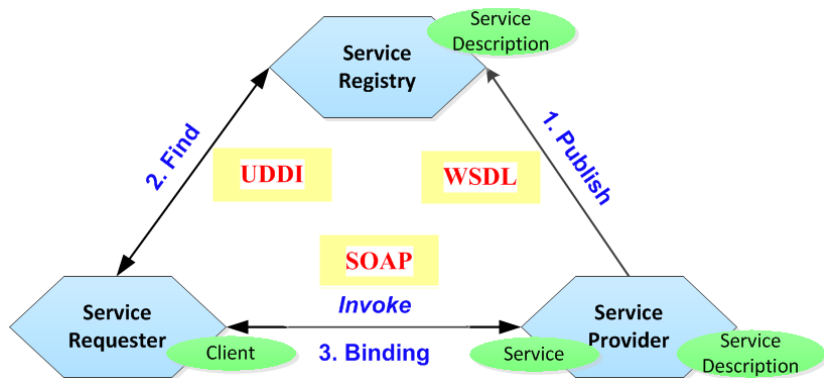 Service
Description
Service
Registry
2. Find
1. Publish
UDDI
WSDL
SOAP
Invoke
3. Binding
Service
Requester
Client
Service
Provider
Service
Service
Description